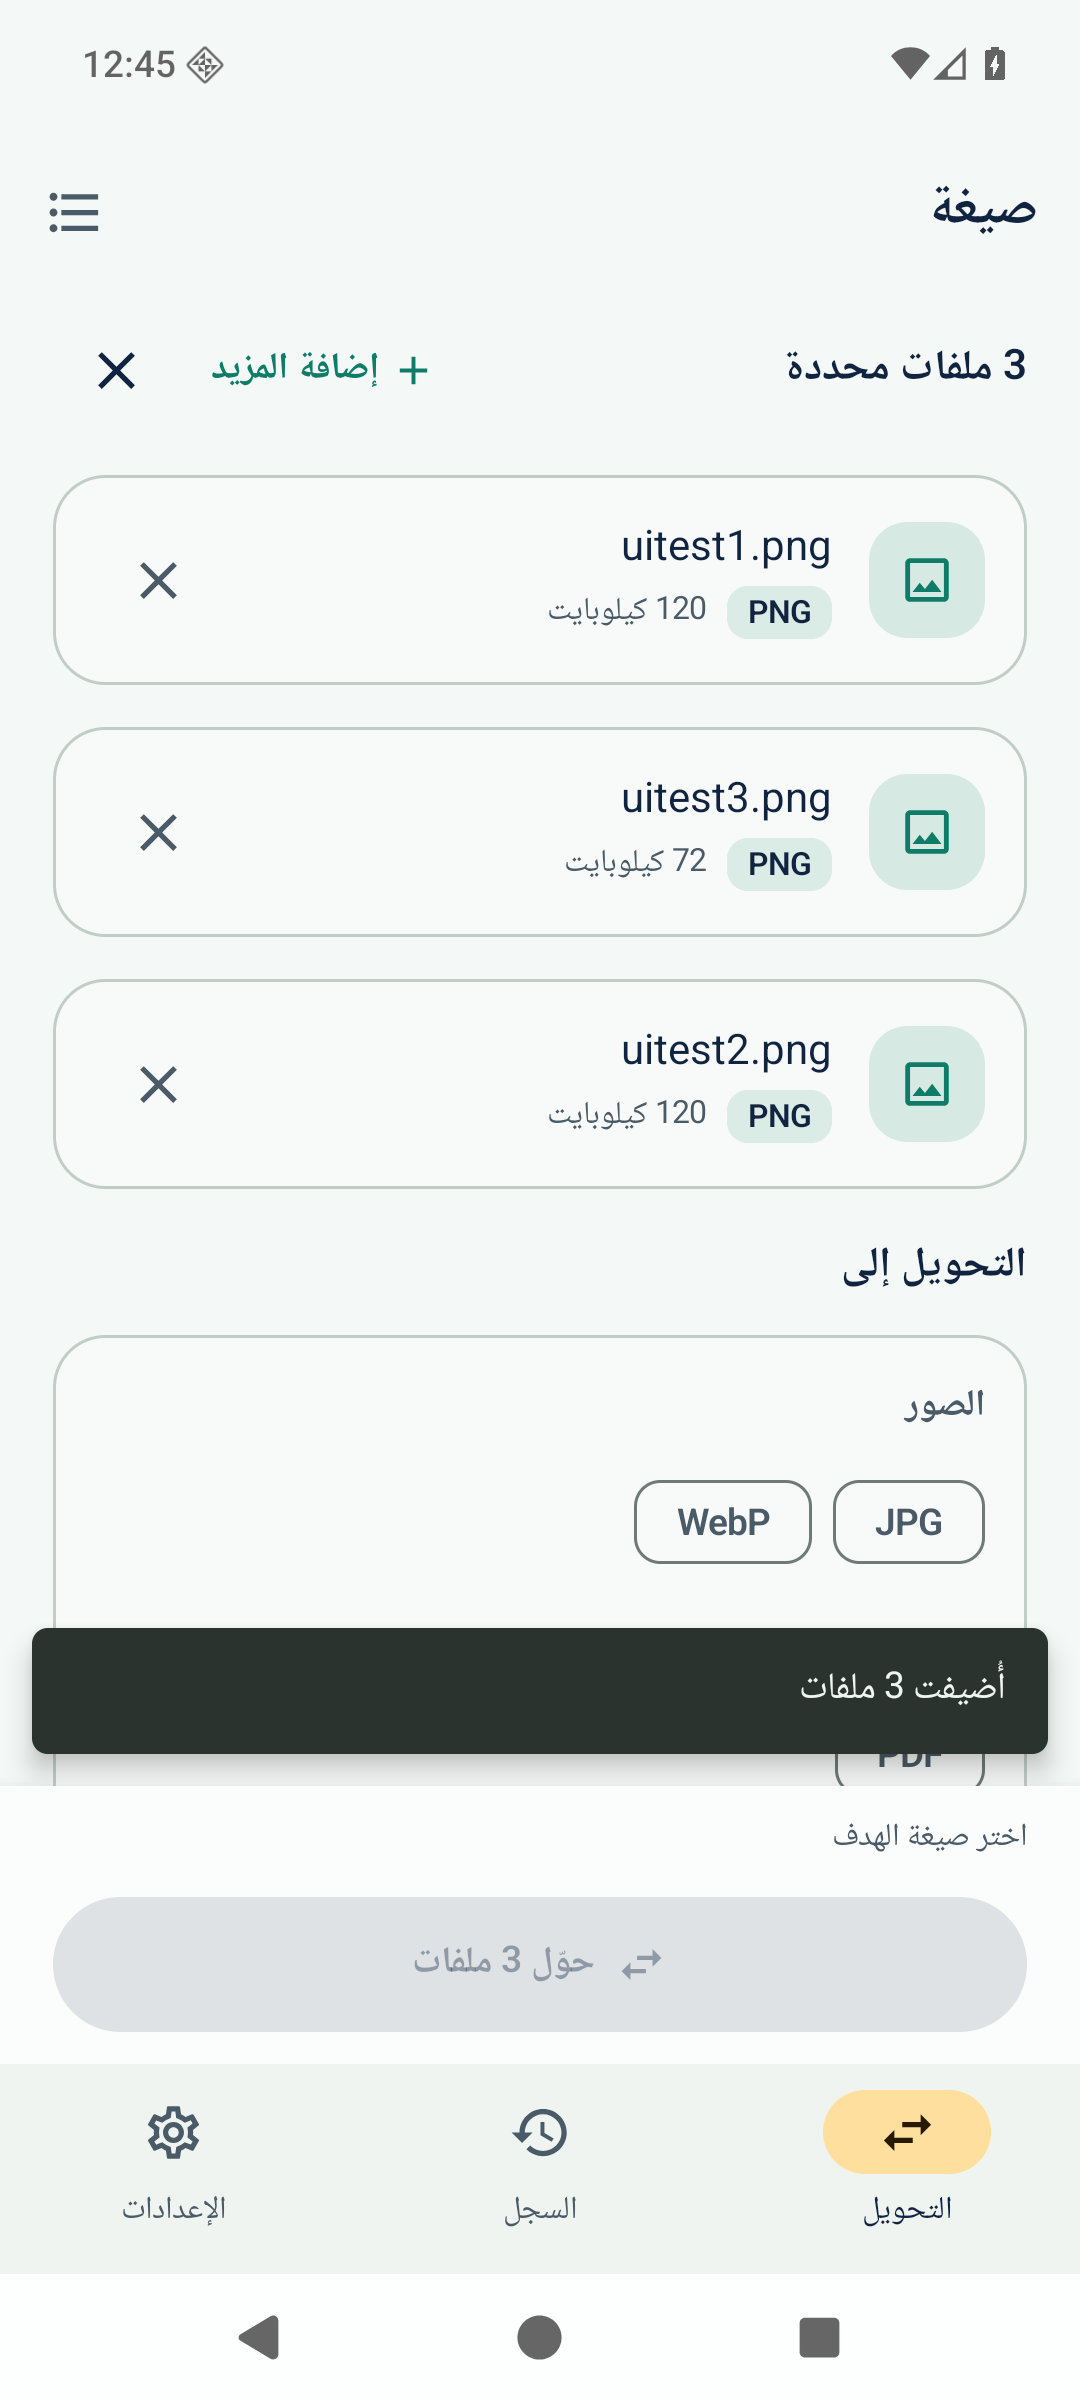 12:45
صيغة
3 ملفات محددة
إضافة المزيد
uitest1.png
PNG 120 كيلوبايت
uitest3.png
PNG 72 كيلوبايت
uitest2.png
PNG 120 كيلوبايت
التحويل إلى
الصور
JPG WebP
أُضيفت 3 ملفات
PDF
اختر صيغة الهدف
حوّل 3 ملفات
التحويل السجل الإعدادات